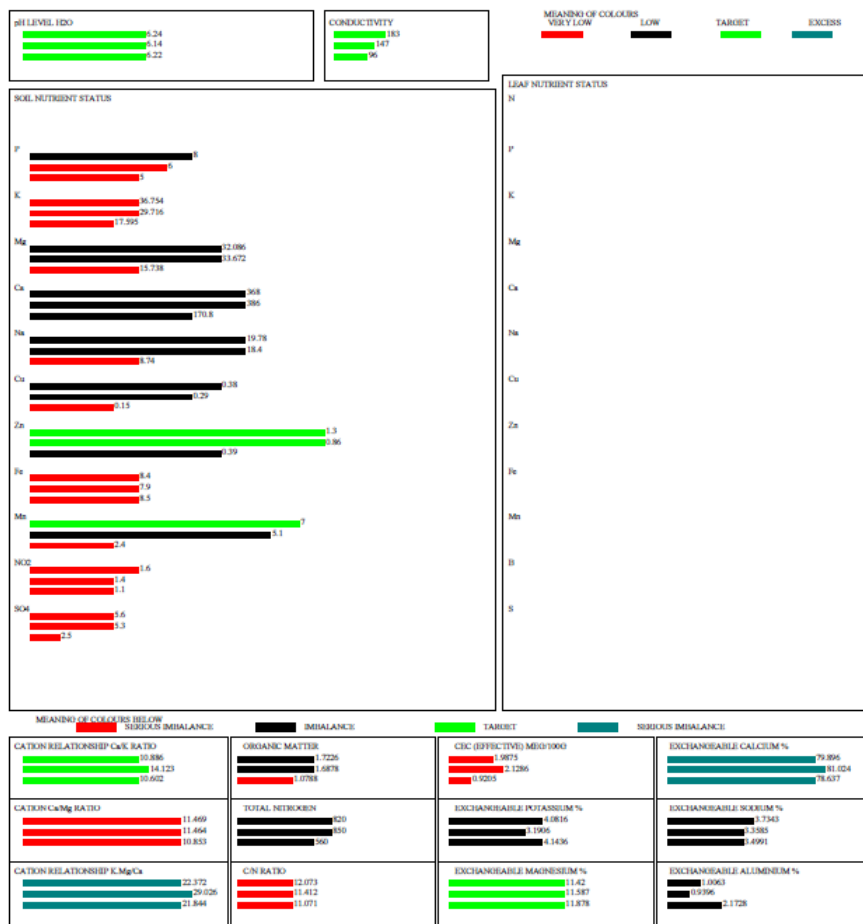 pH LEVEL H2O
6.24
6.14
6.22
CONDUCTIVITY
183
147
96
MEANING OF COLOURS
VERY LOW LOW TARGET EXCESS
SOIL NUTRIENT STATUS
P
8
6
5
K
36.754
29.716
17.595
Mg
32.086
33.672
15.738
Ca
368
386
170.8
Na
19.78
18.4
8.74
Cu
0.38
0.29
0.15
Zn
1.3
0.86
0.39
Fe
8.4
7.9
8.5
Mn
7
5.1
2.4
NO2
1.6
1.4
1.1
SO4
5.6
5.3
2.5
LEAF NUTRIENT STATUS
N
P
K
Mg
Ca
Na
Cu
Zn
Fe
Mn
B
S
MEANING OF COLOURS BELOW
SERIOUS IMBALANCE IMBALANCE TARGET SERIOUS IMBALANCE
CATION RELATIONSHIP Ca/K RATIO
10.886
14.123
10.602
ORGANIC MATTER
1.7226
1.6878
1.0788
CEC (EFFECTIVE) MEG/100G
1.9875
2.1286
0.9205
EXCHANGEABLE CALCIUM %
79.896
81.024
78.637
CATION Ca/Mg RATIO
11.469
11.464
10.853
TOTAL NITROGEN
820
850
560
EXCHANGEABLE POTASSIUM %
4.0816
3.1906
4.1436
EXCHANGEABLE SODIUM %
3.7343
3.3585
3.4991
CATION RELATIONSHIP K.Mg/Ca
22.372
29.026
21.844
C/N RATIO
12.073
11.412
11.071
EXCHANGEABLE MAGNESIUM %
11.42
11.587
11.878
EXCHANGEABLE ALUMINIUM %
1.0063
0.9396
2.1728